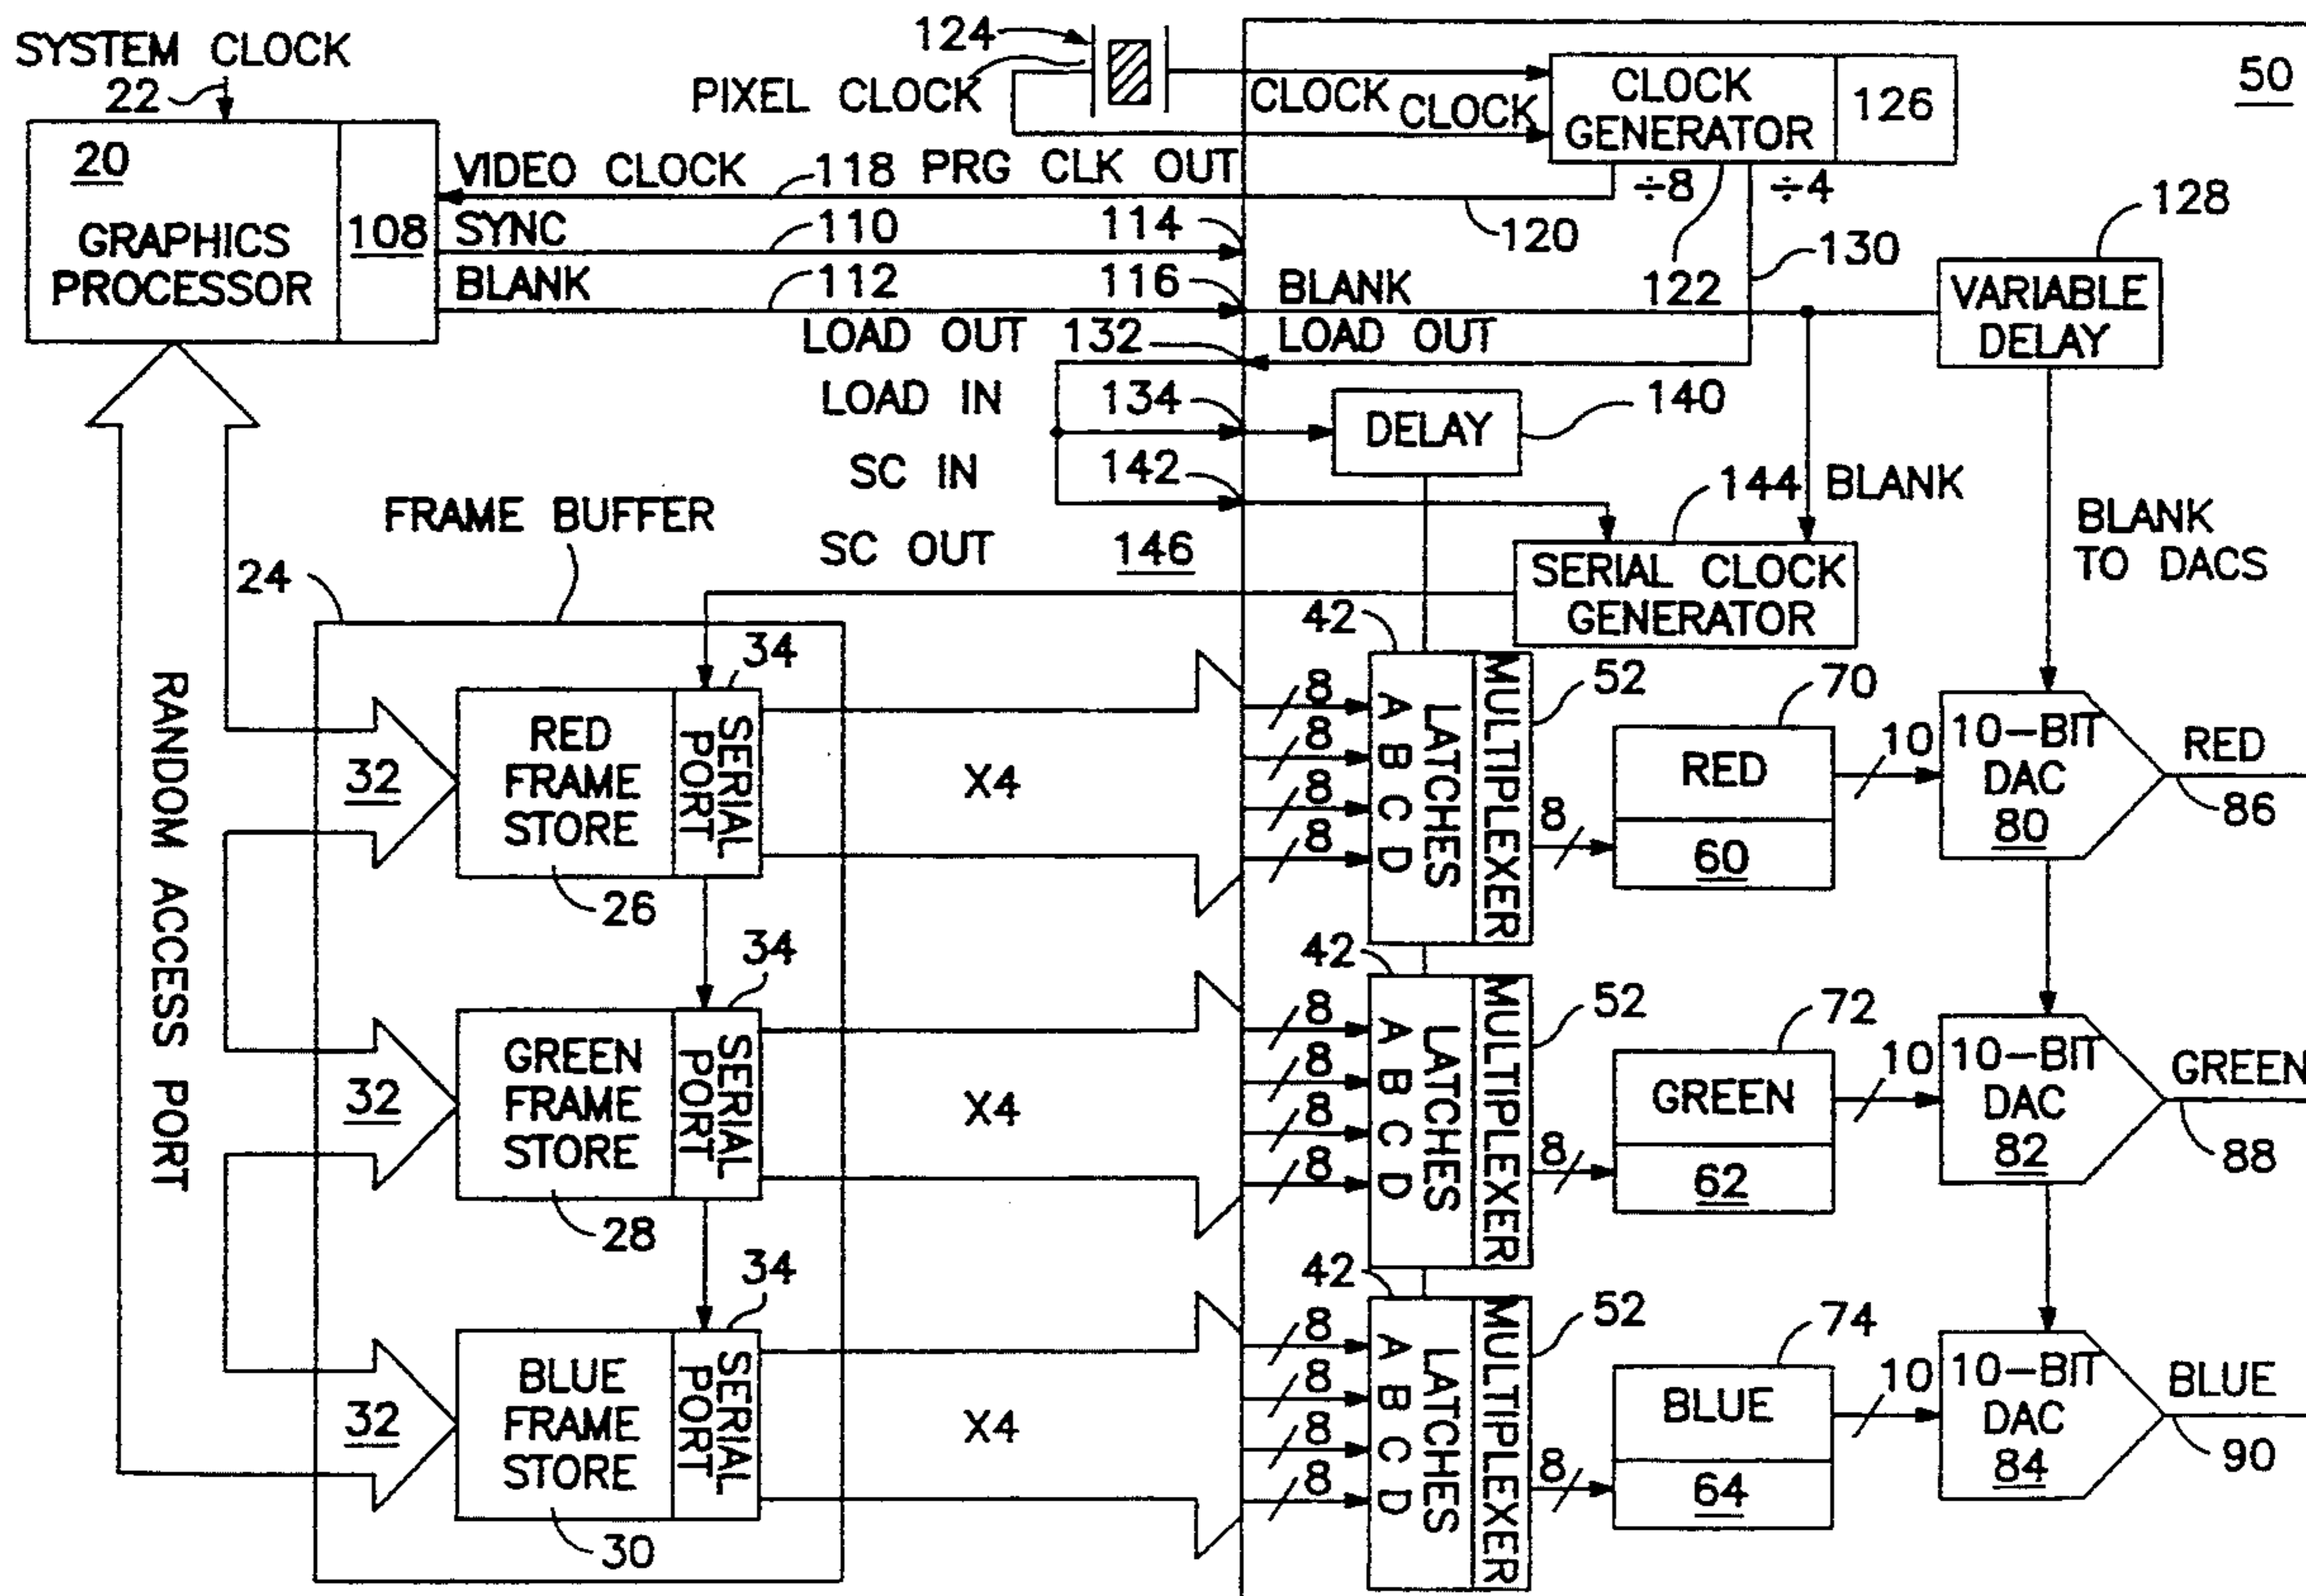 SYSTEM CLOCK
22
20
GRAPHICS
PROCESSOR
108
VIDEO CLOCK
118
PRG CLK OUT
SYNC
110
114
BLANK
112
116
124
PIXEL CLOCK
CLOCK
CLOCK
CLOCK
GENERATOR
126
50
÷8
÷4
120
122
130
128
VARIABLE
DELAY
BLANK
LOAD OUT
132
LOAD OUT
LOAD IN
134
DELAY
140
SC IN
142
144
BLANK
SC OUT
146
SERIAL CLOCK
GENERATOR
BLANK
TO DACS
FRAME BUFFER
24
RANDOM ACCESS PORT
32
RED
FRAME
STORE
26
SERIAL
PORT
34
X4
8
8
8
8
42
A B C D
LATCHES
MULTIPLEXER
52
8
70
RED
60
10
10-BIT
DAC
80
RED
86
32
GREEN
FRAME
STORE
28
SERIAL
PORT
34
X4
8
8
8
8
42
A B C D
LATCHES
MULTIPLEXER
52
8
72
GREEN
62
10
10-BIT
DAC
82
GREEN
88
32
BLUE
FRAME
STORE
30
SERIAL
PORT
34
X4
8
8
8
8
42
A B C D
LATCHES
MULTIPLEXER
52
8
74
BLUE
64
10
10-BIT
DAC
84
BLUE
90